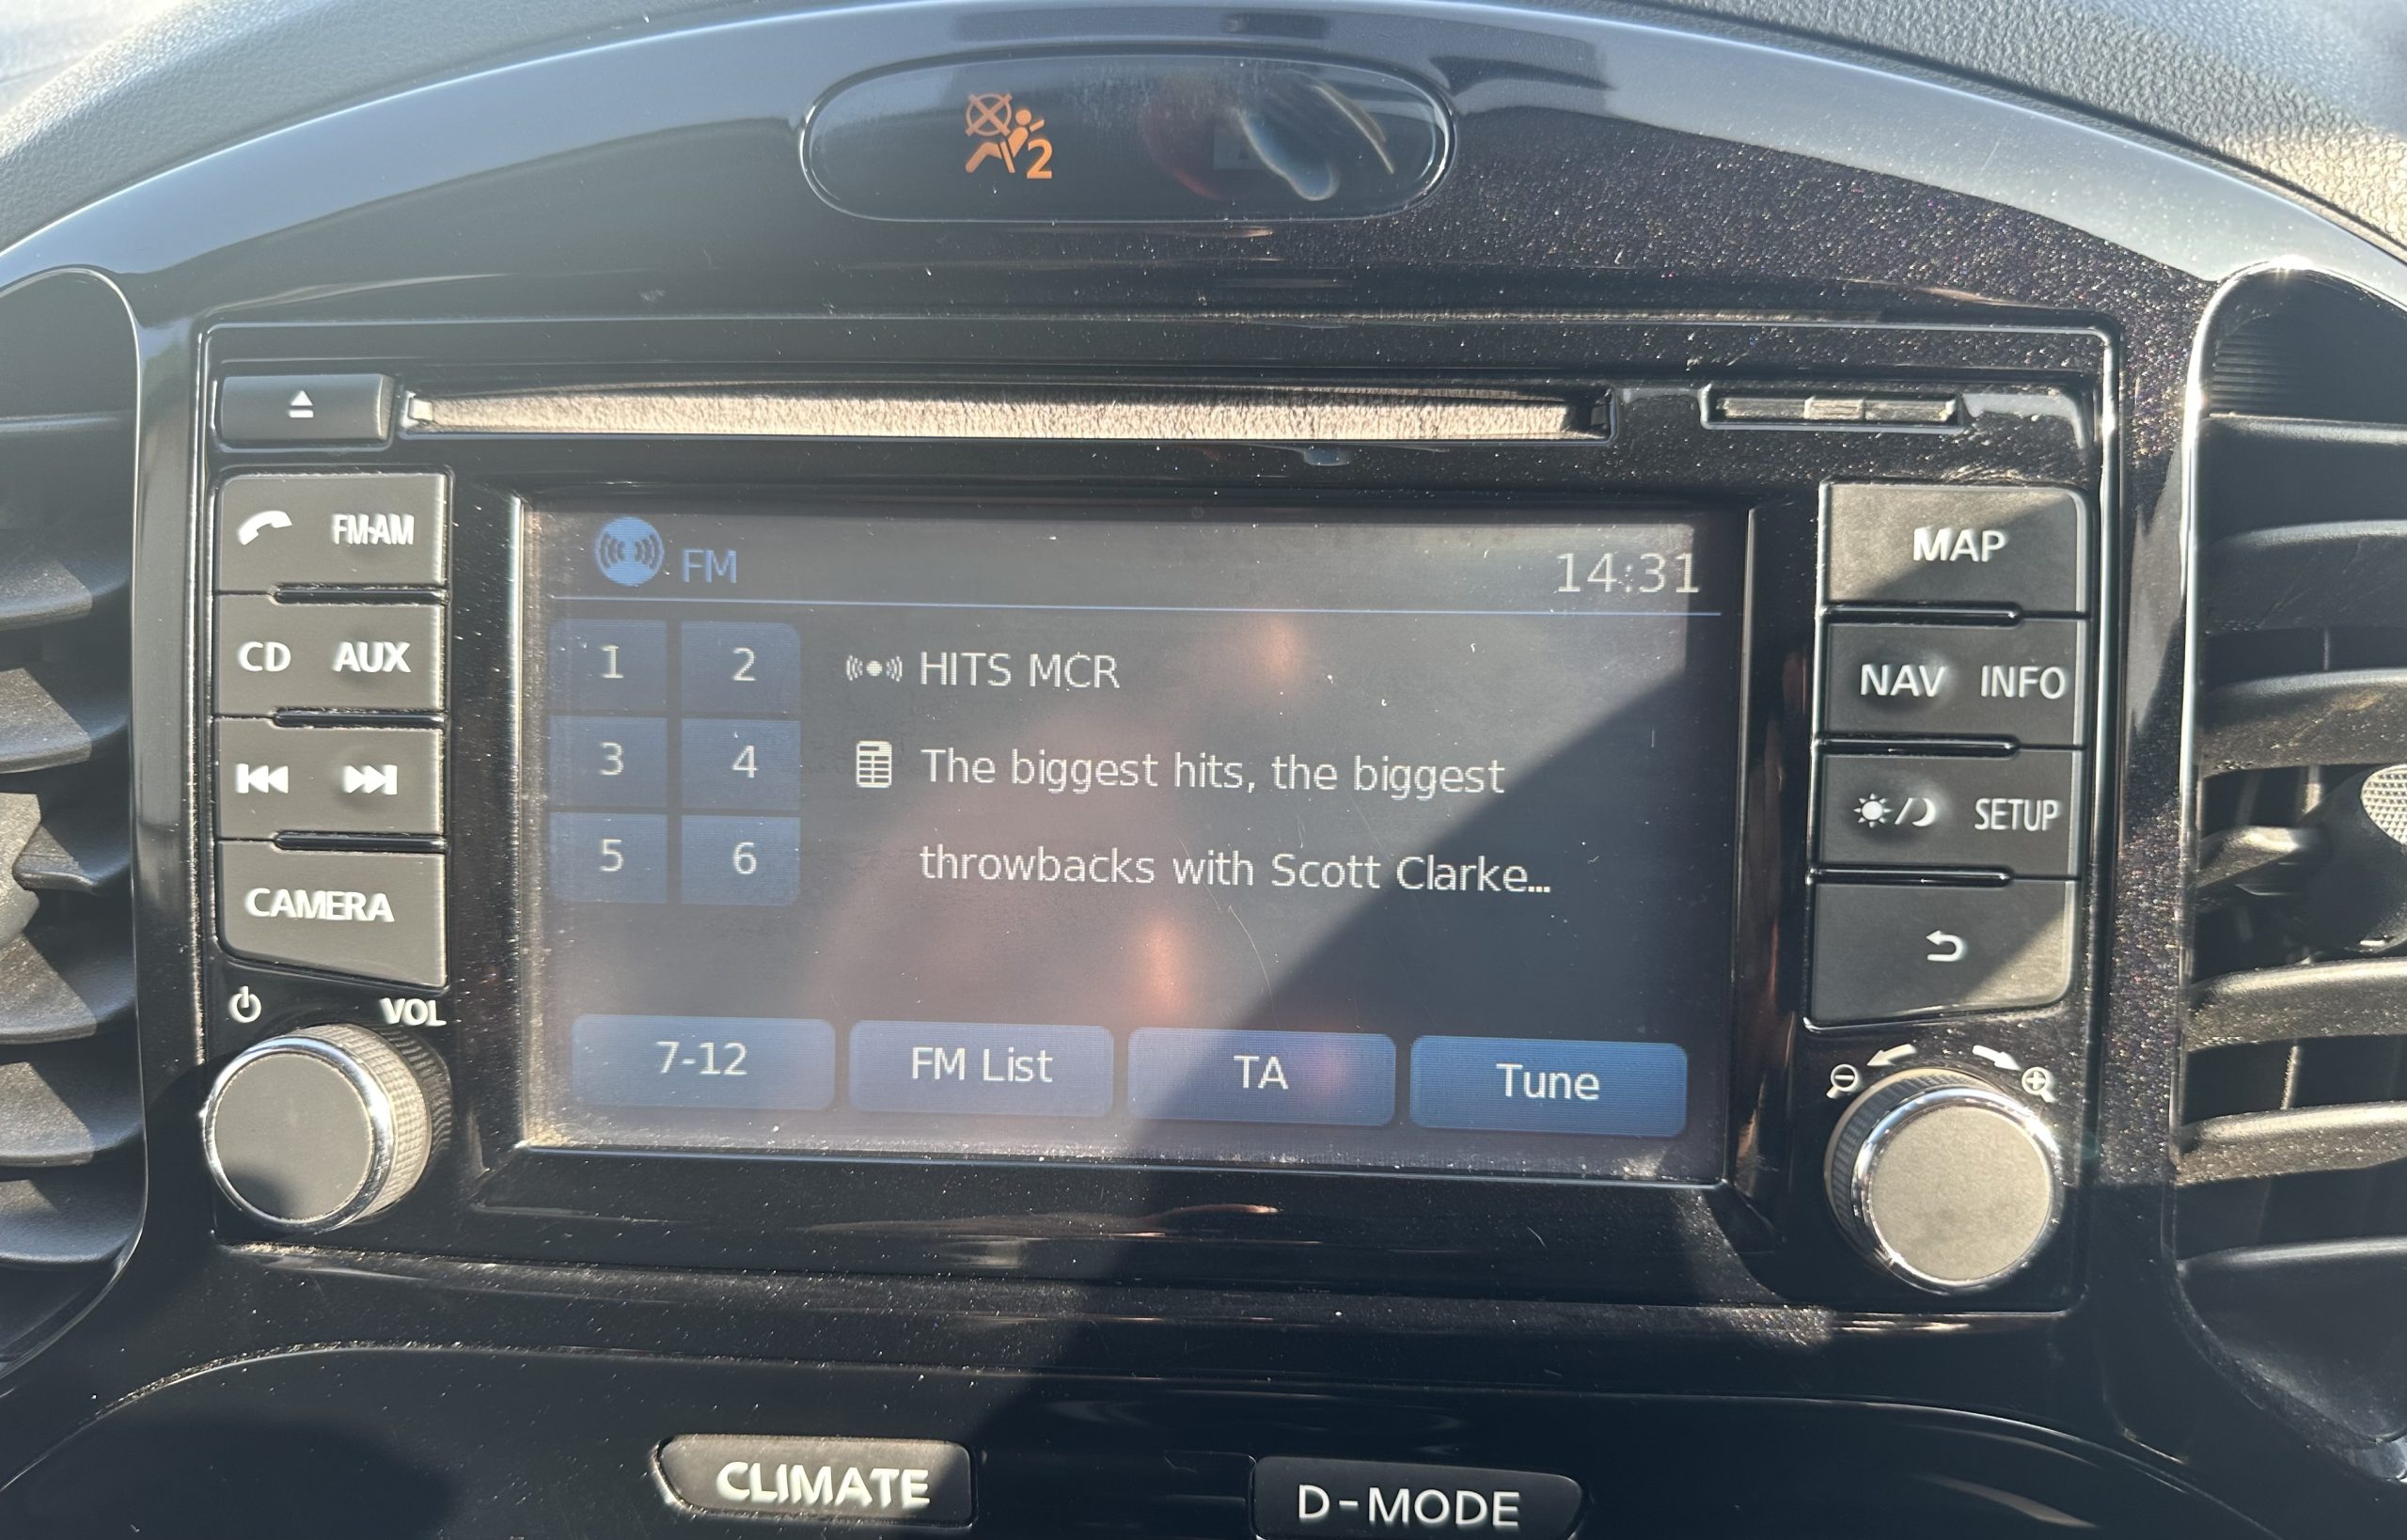 2
FM-AM
MAP
FM
14:31
CD AUX
NAV INFO
1 2
HITS MCR
3 4
The biggest hits, the biggest
5 6
throwbacks with Scott Clarke...
SETUP
CAMERA
VOL
7-12 FM List TA Tune
CLIMATE
D-MODE